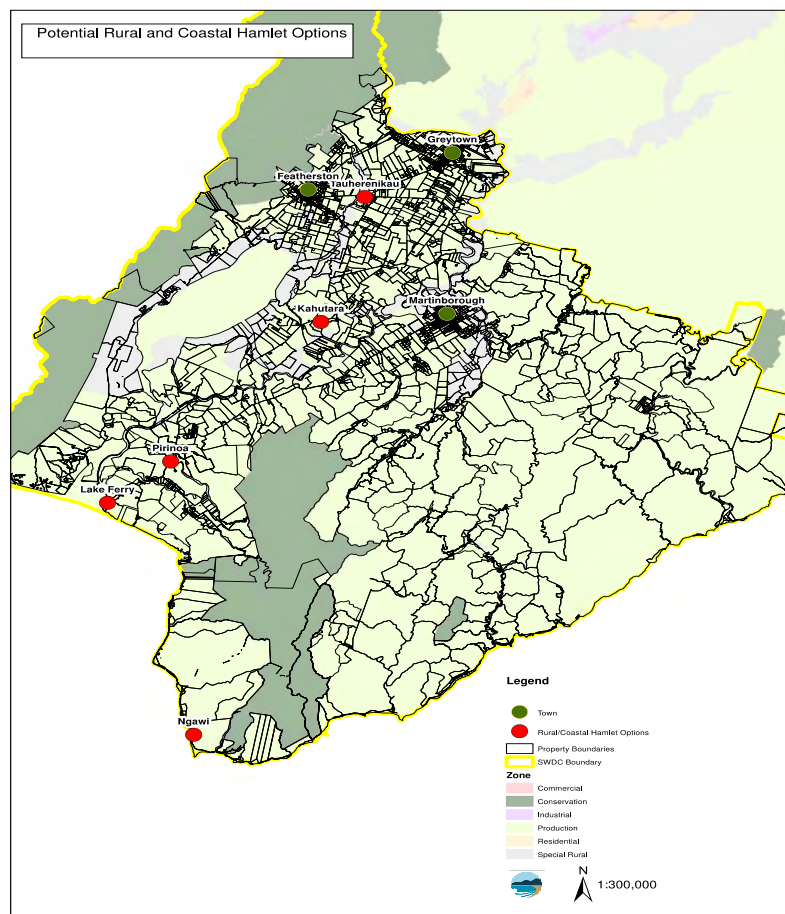 Potential Rural and Coastal Hamlet Options
Greytown
Featherston
Tauherenikau
Martinborough
Kahutara
Pirinoa
Lake Ferry
Ngawi
Legend
Town
Rural/Coastal Hamlet Options
Property Boundaries
SWDC Boundary
Zone
Commercial
Conservation
Industrial
Production
Residential
Special Rural
N
1:300,000